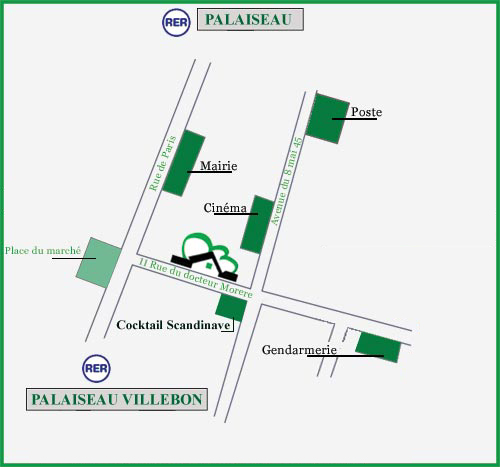 RER PALAISEAU
Poste
Rue de Paris
Mairie
Avenue du 8 mai 45
Cinéma
Place du marché
11 Rue du docteur Morere
Cocktail Scandinave
Gendarmerie
RER
PALAISEAU VILLEBON